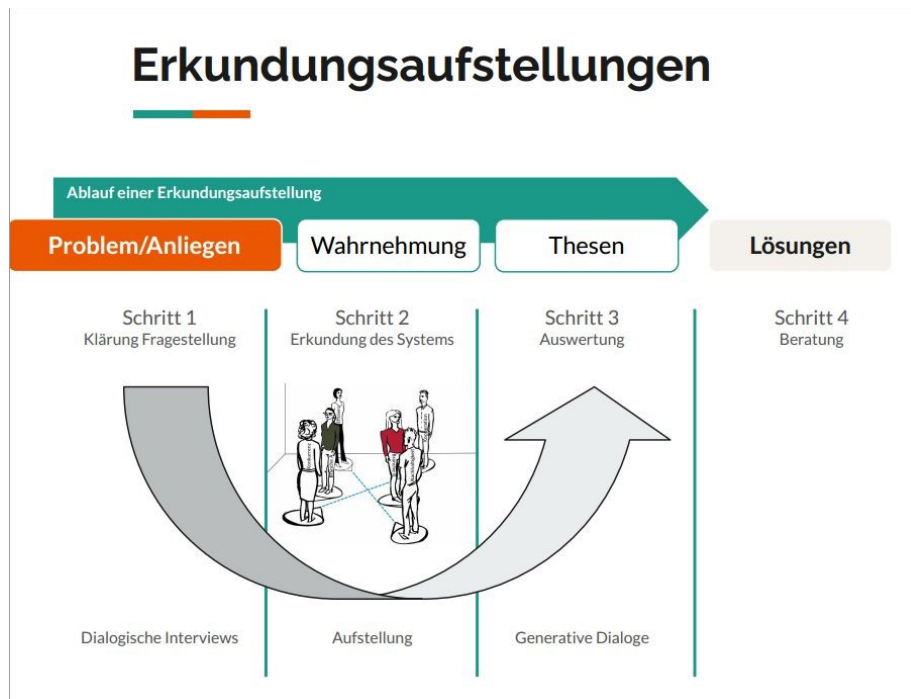 Erkundungsaufstellungen
Ablauf einer Erkundungsaufstellung
Problem/Anliegen
Wahrnehmung
Thesen
Lösungen
Schritt 1
Klärung Fragestellung
Schritt 2
Erkundung des Systems
Schritt 3
Auswertung
Schritt 4
Beratung
Dialogische Interviews
Aufstellung
Generative Dialoge